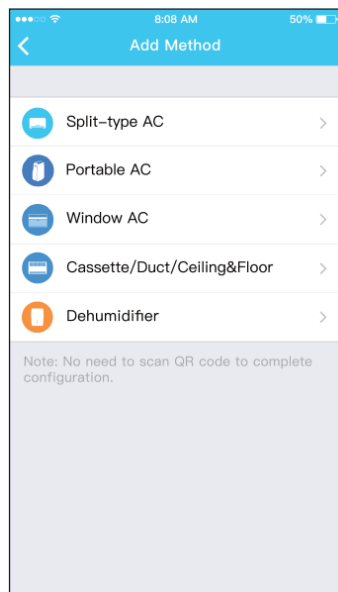 8:08 AM 50%
Add Method
Split-type AC
Portable AC
Window AC
Cassette/Duct/Ceiling&Floor
Dehumidifier
Note: No need to scan QR code to complete
configuration.